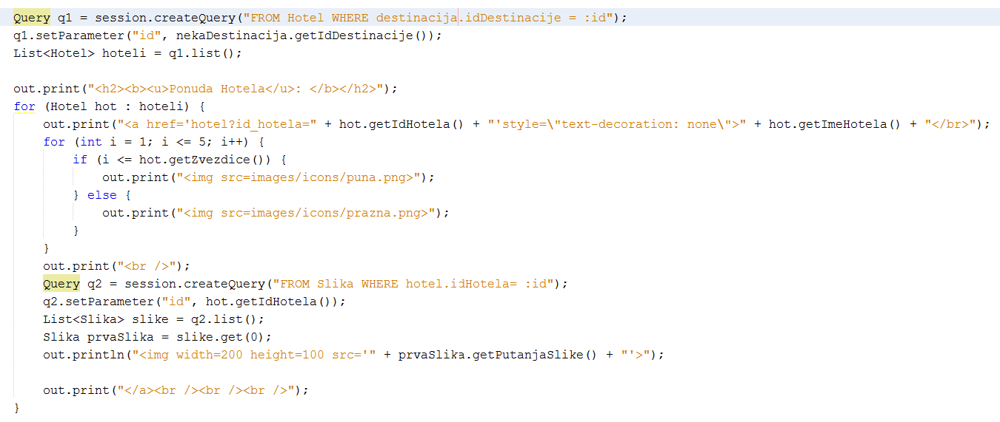 Query q1 = session.createQuery("FROM Hotel WHERE destinacija.idDestinacije = :id");
q1.setParameter("id", nekaDestinacija.getIdDestinacije());
List<Hotel> hoteli = q1.list();
out.print("<h2><b><u>Ponuda Hotela</u>: </b></h2>");
for (Hotel hot : hoteli) {
    out.print("<a href='hotel?id_hotela=" + hot.getIdHotela() + "'style=\"text-decoration: none\">" + hot.getImeHotela() + "</br>");
    for (int i = 1; i <= 5; i++) {
        if (i <= hot.getZvezdice()) {
            out.print("<img src=images/icons/puna.png>");
        } else {
            out.print("<img src=images/icons/prazna.png>");
        }
    }
    out.print("<br />");
    Query q2 = session.createQuery("FROM Slika WHERE hotel.idHotela= :id");
    q2.setParameter("id", hot.getIdHotela());
    List<Slika> slike = q2.list();
    Slika prvaSlika = slike.get(0);
    out.println("<img width=200 height=100 src='" + prvaSlika.getPutanjaSlike() + "'>");
    out.print("</a><br /><br /><br />");
}